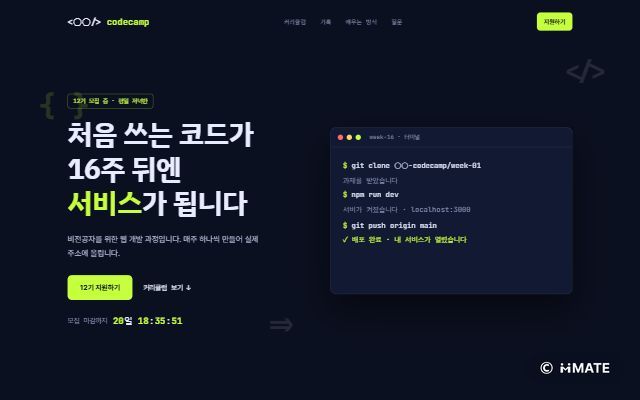 <○○/> codecamp
커리큘럼 기록 배우는 방식 질문
지원하기
</>
{ }
12기 모집 중 · 평일 저녁반
처음 쓰는 코드가
16주 뒤엔
서비스가 됩니다
비전공자를 위한 웹 개발 과정입니다. 매주 하나씩 만들어 실제
주소에 올립니다.
12기 지원하기
커리큘럼 보기 ↓
모집 마감까지 20일 18:35:51
⇒
week-16 · 터미널
$ git clone ○○-codecamp/week-01
과제를 받았습니다
$ npm run dev
서버가 켜졌습니다 · localhost:3000
$ git push origin main
✓ 배포 완료 · 내 서비스가 열렸습니다
© MMATE